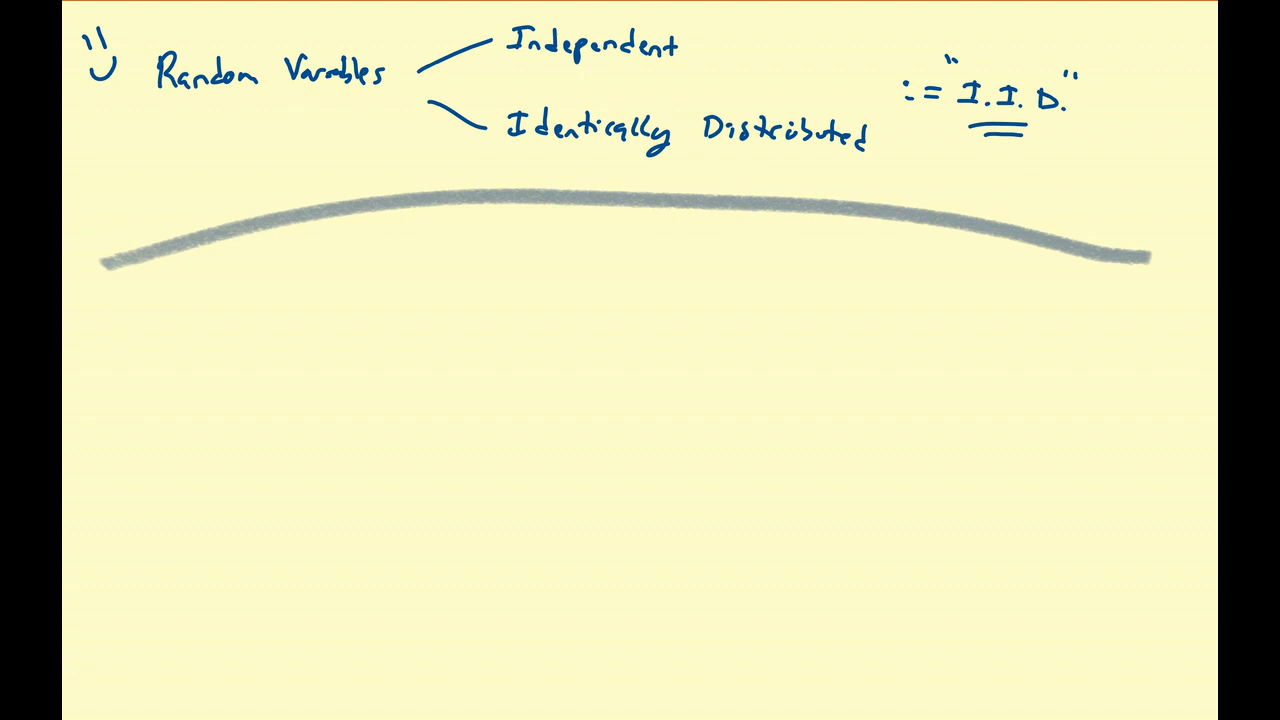 Independent
Random Variables
:= "I.I.D."
Identically Distributed